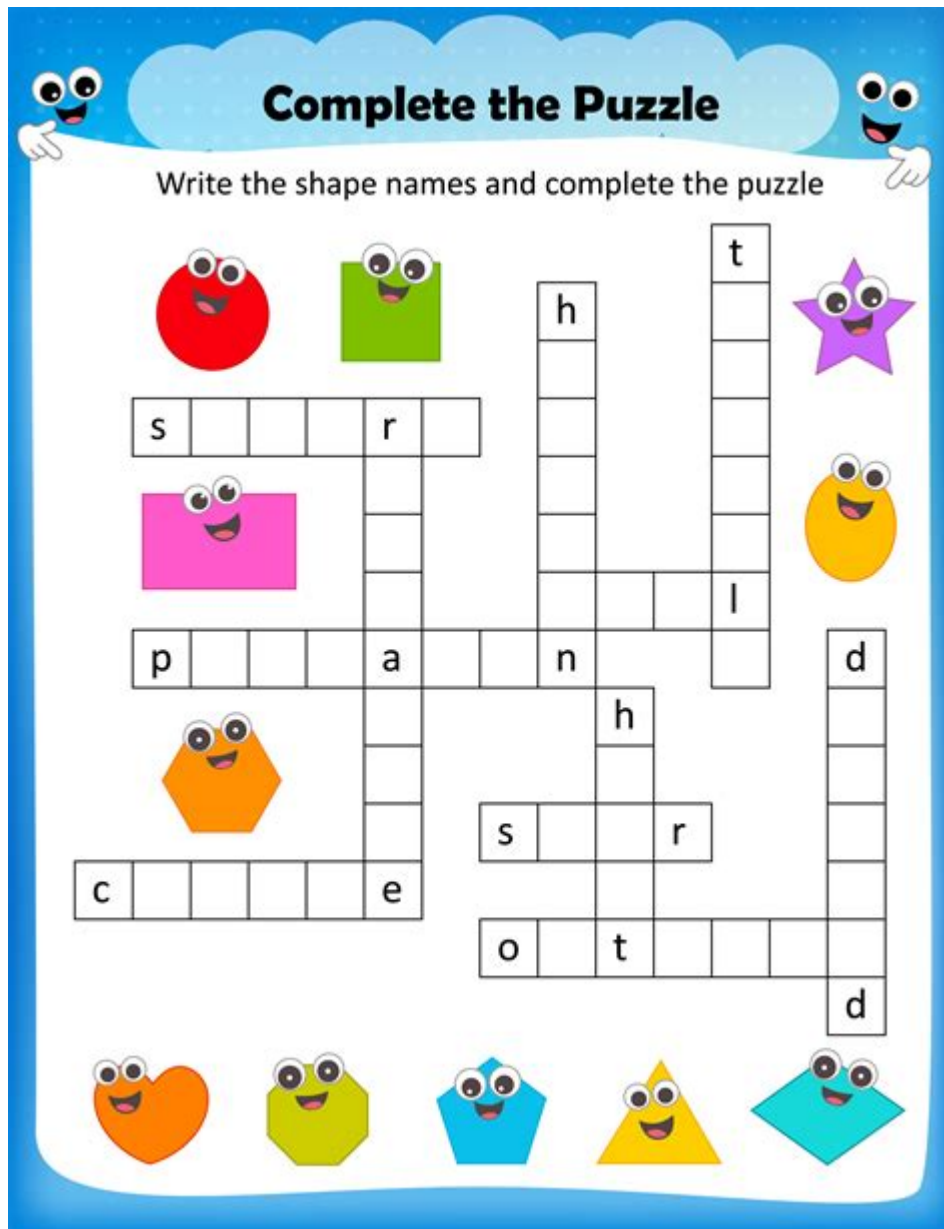 Complete the Puzzle
Write the shape names and complete the puzzle
t
h
s r
l
p a n d
h
s r
c e
o t
d